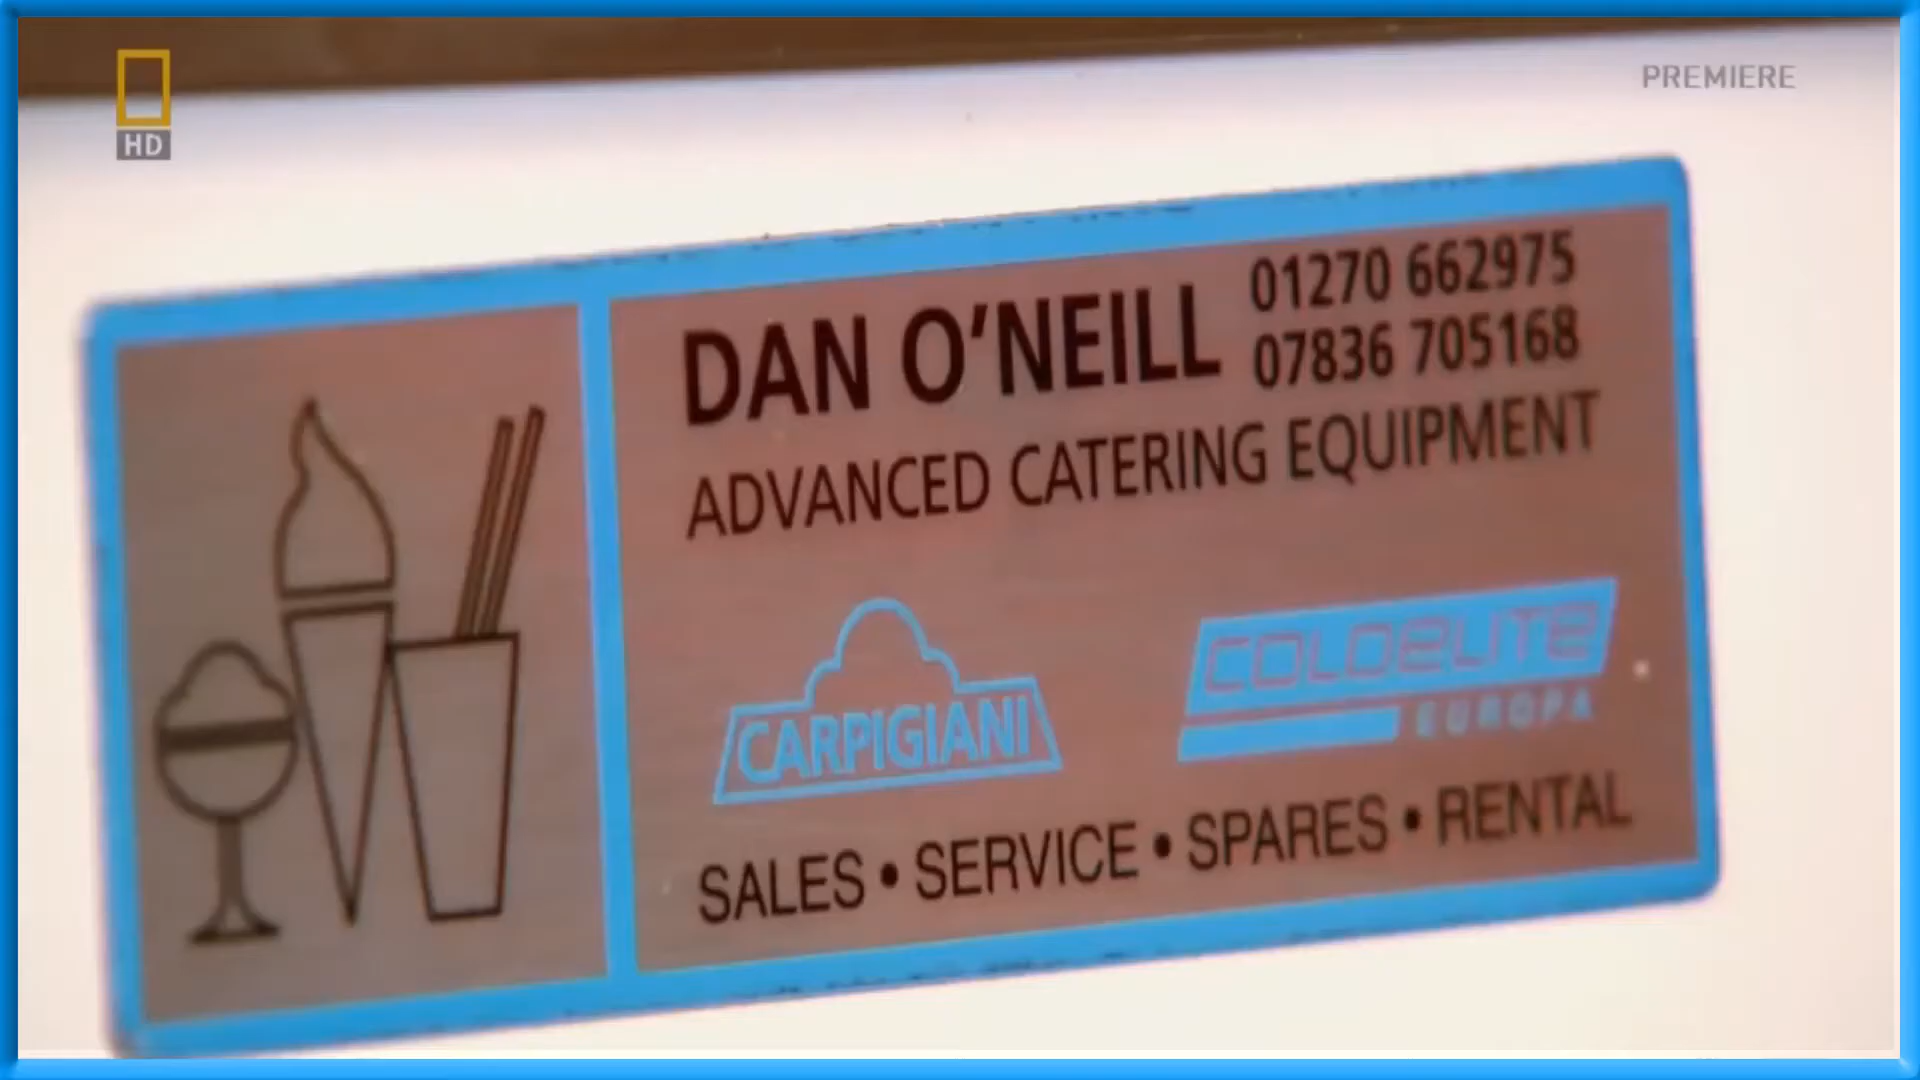 HD
PREMIERE
DAN O'NEILL
01270 662975
07836 705168
ADVANCED CATERING EQUIPMENT
CARPIGIANI
COLDELITE
EUROPA
SALES • SERVICE • SPARES • RENTAL